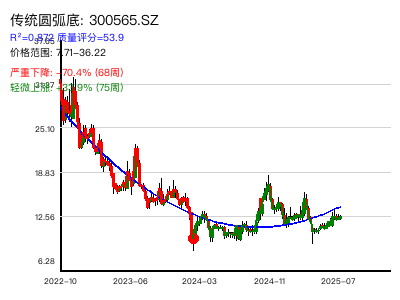 传统圆弧底: 300565.SZ
R²=0.872 质量评分=53.9
价格范围: 7.71-36.22
严重下降: -70.4% (68周)
轻微上涨: +33.9% (75周)
25.10
18.83
12.56
6.28
2022-10
2023-06
2024-03
2024-11
2025-07